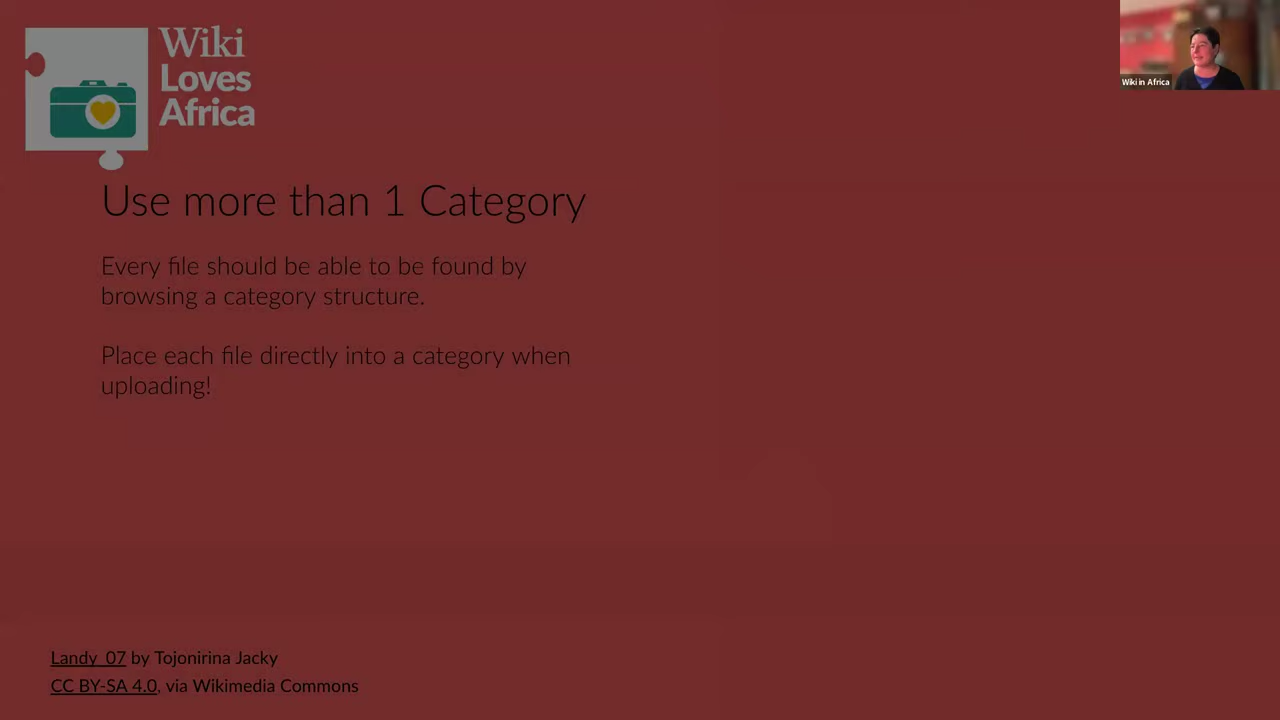 Wiki
Loves
Africa
Wiki in Africa
Use more than 1 Category
Every file should be able to be found by
browsing a category structure.
Place each file directly into a category when
uploading!
Landy_07 by Tojonirina Jacky
CC BY-SA 4.0, via Wikimedia Commons